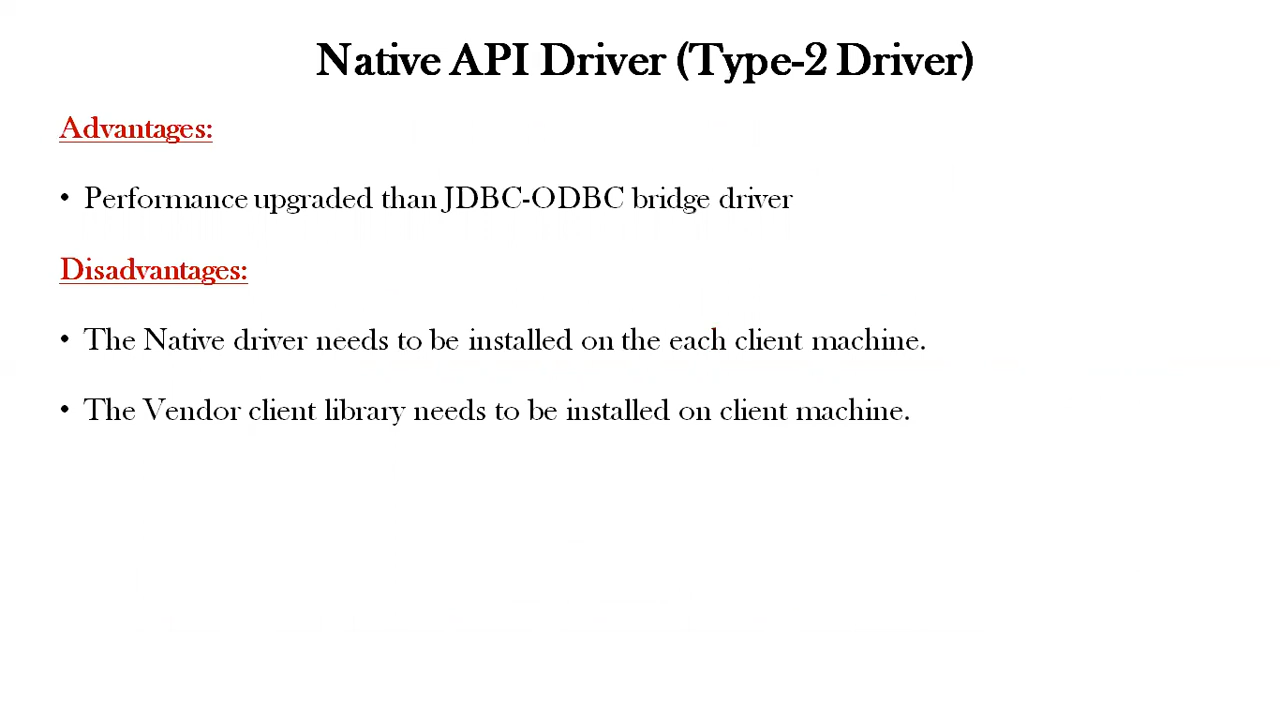 Native API Driver (Type-2 Driver)
Advantages:
• Performance upgraded than JDBC-ODBC bridge driver
Disadvantages:
• The Native driver needs to be installed on the each client machine.
• The Vendor client library needs to be installed on client machine.